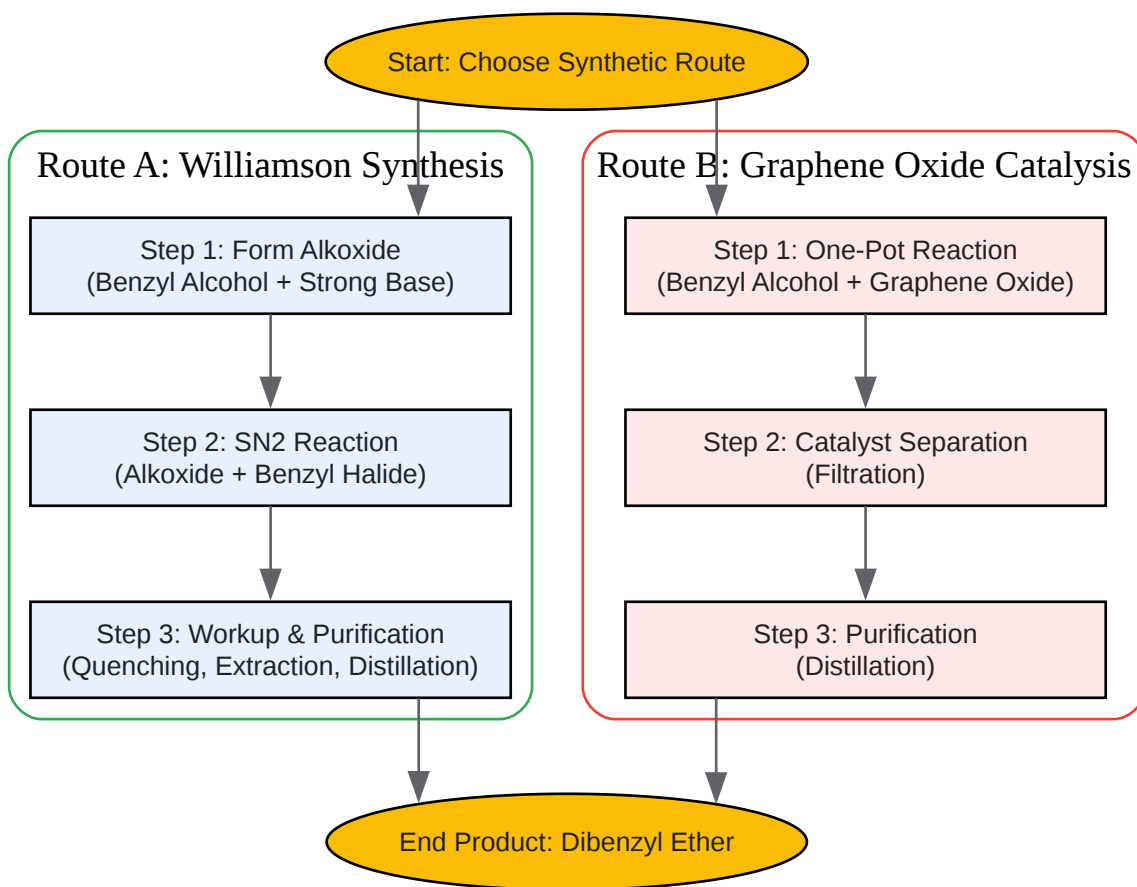 Start: Choose Synthetic Route
Route A: Williamson Synthesis
Step 1: Form Alkoxide
(Benzyl Alcohol + Strong Base)
Step 2: SN2 Reaction
(Alkoxide + Benzyl Halide)
Step 3: Workup & Purification
(Quenching, Extraction, Distillation)
Route B: Graphene Oxide Catalysis
Step 1: One-Pot Reaction
(Benzyl Alcohol + Graphene Oxide)
Step 2: Catalyst Separation
(Filtration)
Step 3: Purification
(Distillation)
End Product: Dibenzyl Ether